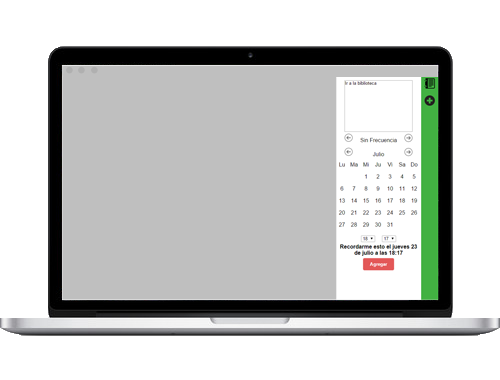 Ir a la biblioteca
Sin Frecuencia
Julio
Lu Ma Mi Ju Vi Sa Do
1 2 3 4 5
6 7 8 9 10 11 12
13 14 15 16 17 18 19
20 21 22 23 24 25 26
27 28 29 30 31
18 17
Recordarme esto el jueves 23
de julio a las 18:17
Agregar